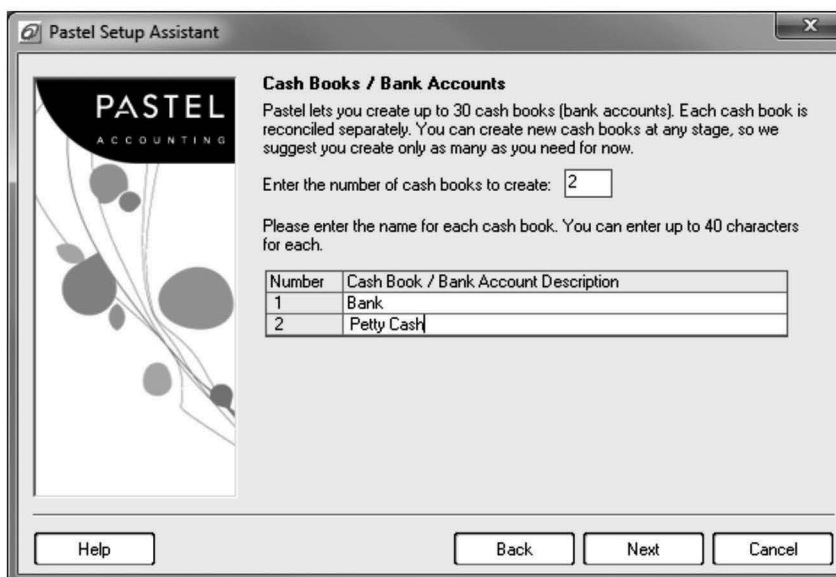 Pastel Setup Assistant
X
PASTEL
ACCOUNTING
Cash Books / Bank Accounts
Pastel lets you create up to 30 cash books (bank accounts). Each cash book is
reconciled separately. You can create new cash books at any stage, so we
suggest you create only as many as you need for now.
Enter the number of cash books to create: 2
Please enter the name for each cash book. You can enter up to 40 characters
for each.
Number Cash Book / Bank Account Description
1 Bank
2 Petty Cash
Help Back Next Cancel